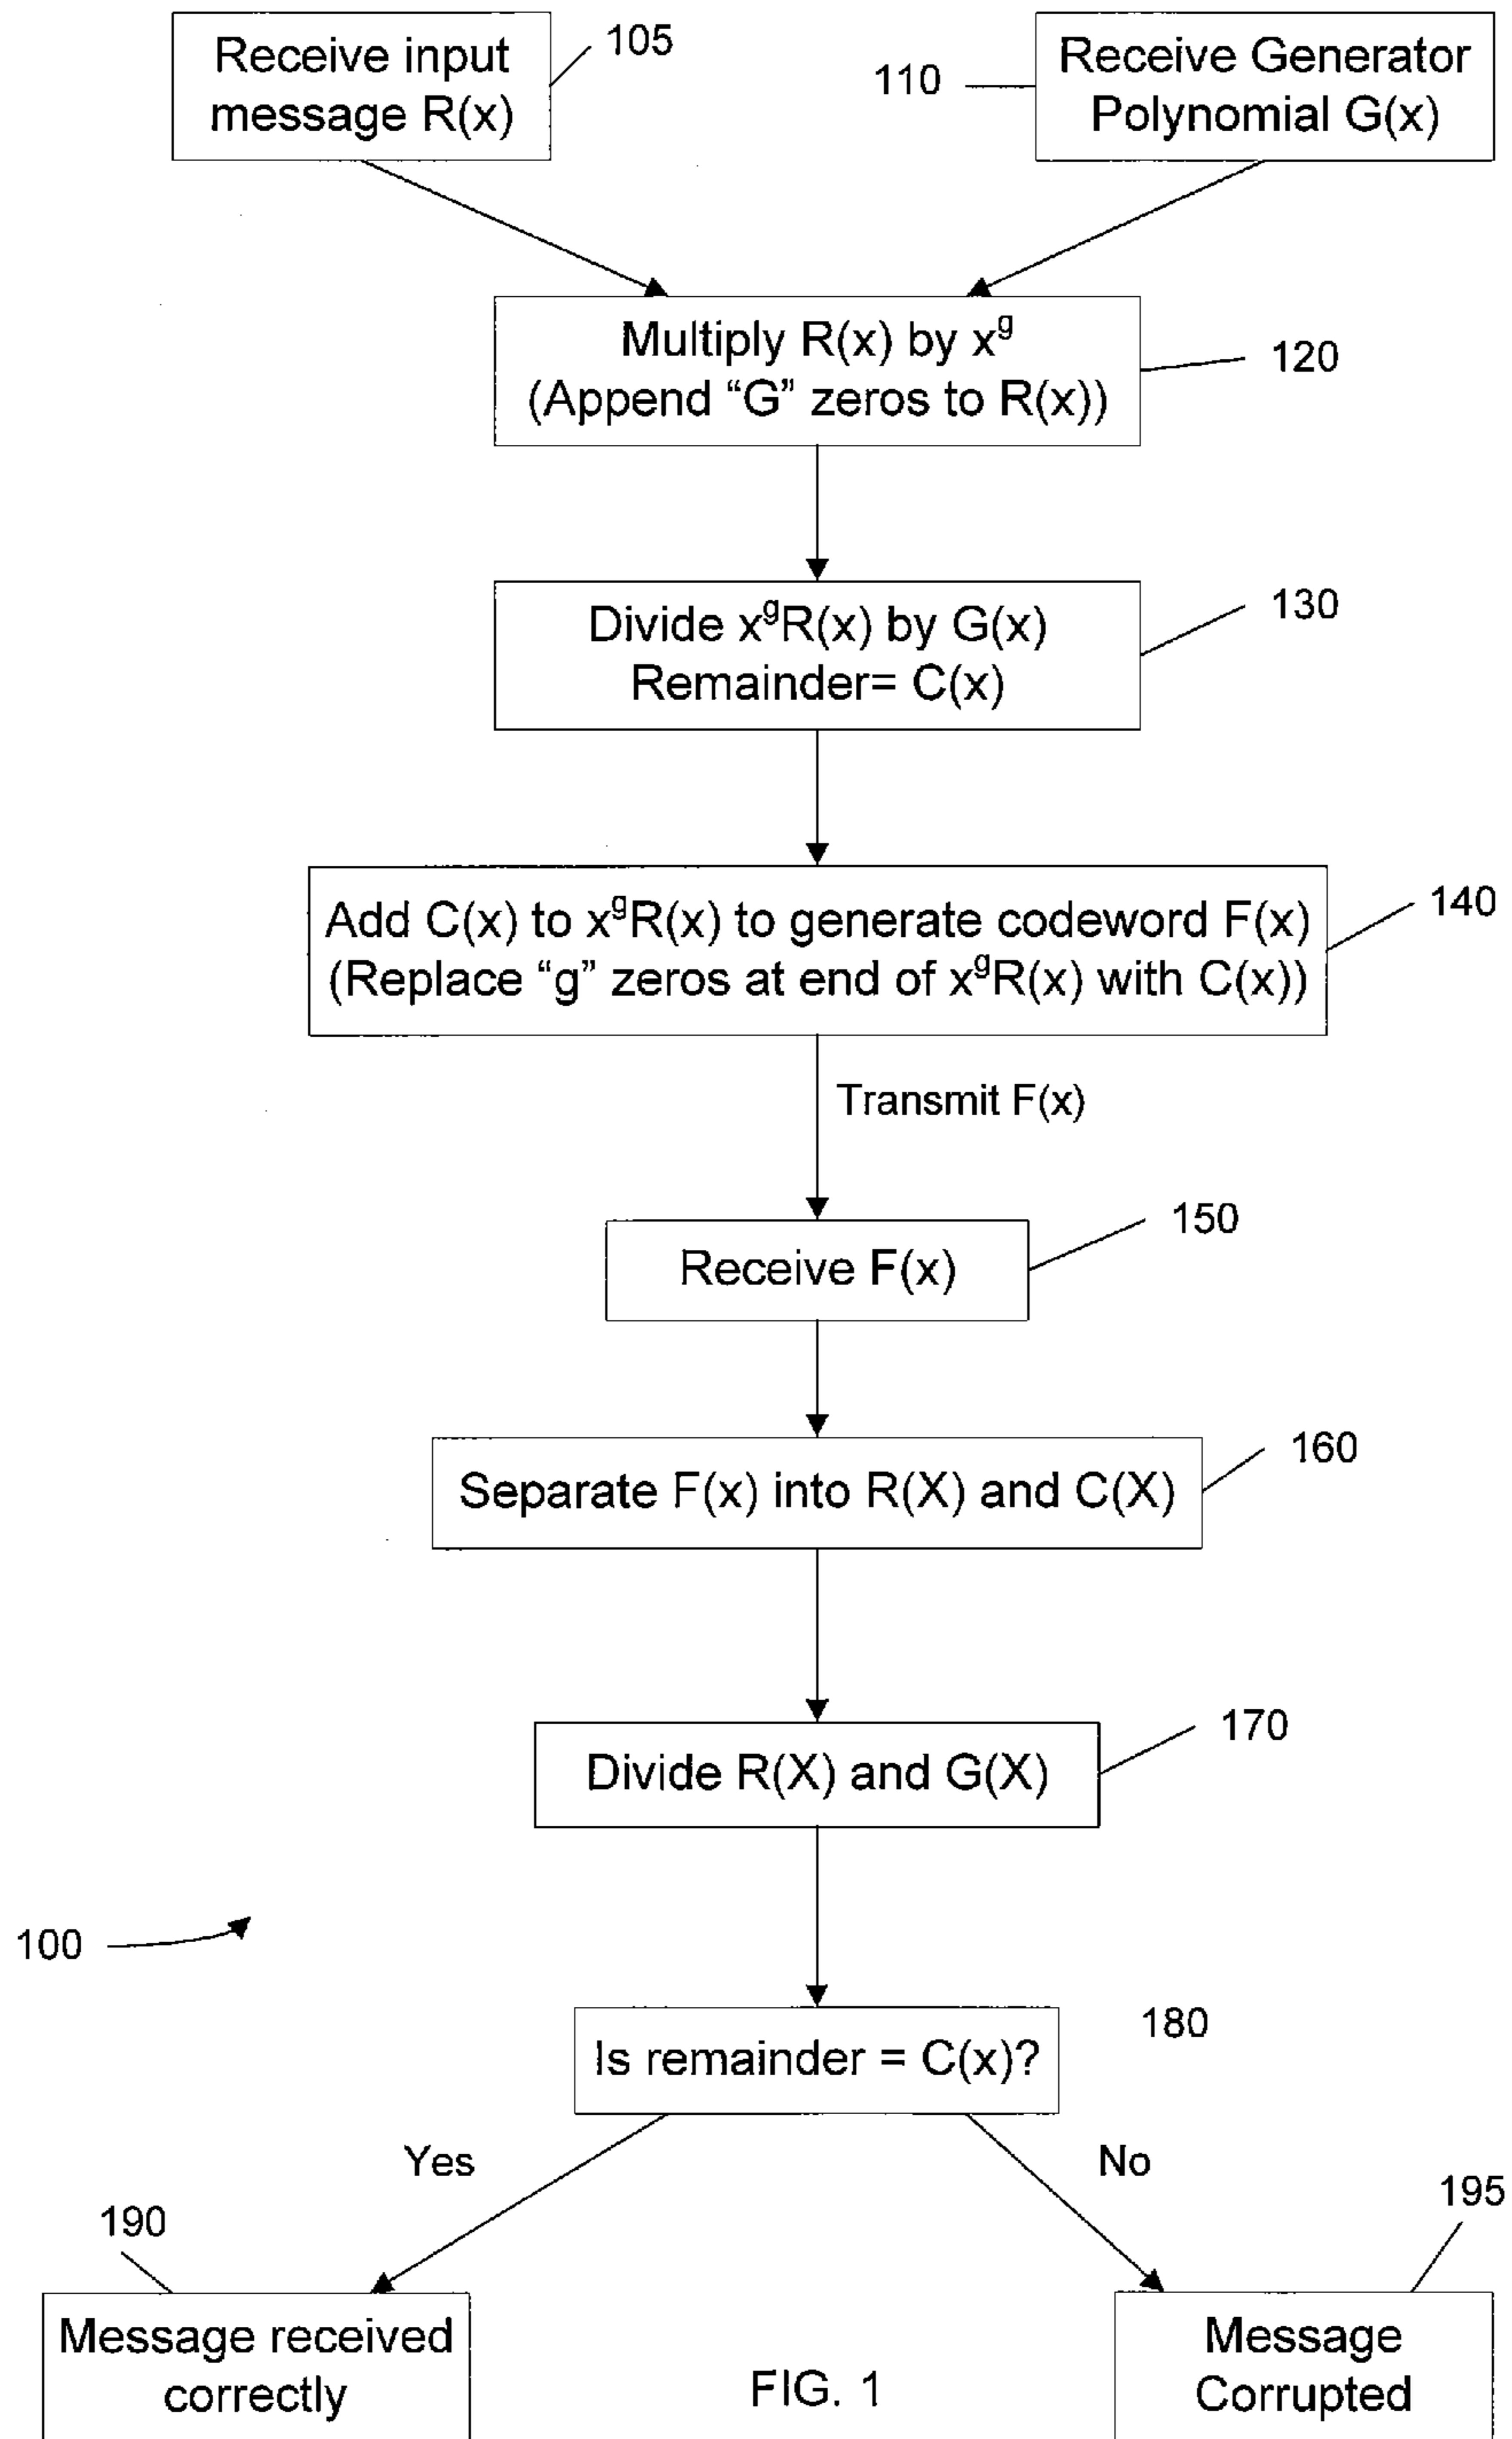 Receive input
message R(x)
105
110
Receive Generator
Polynomial G(x)
Multiply R(x) by x^g
(Append “G” zeros to R(x))
120
Divide x^gR(x) by G(x)
Remainder= C(x)
130
Add C(x) to x^gR(x) to generate codeword F(x)
(Replace “g” zeros at end of x^gR(x) with C(x))
140
Transmit F(x)
150
Receive F(x)
160
Separate F(x) into R(X) and C(X)
170
Divide R(X) and G(X)
100
180
Is remainder = C(x)?
Yes
No
190
195
Message received
correctly
Message
Corrupted
FIG. 1